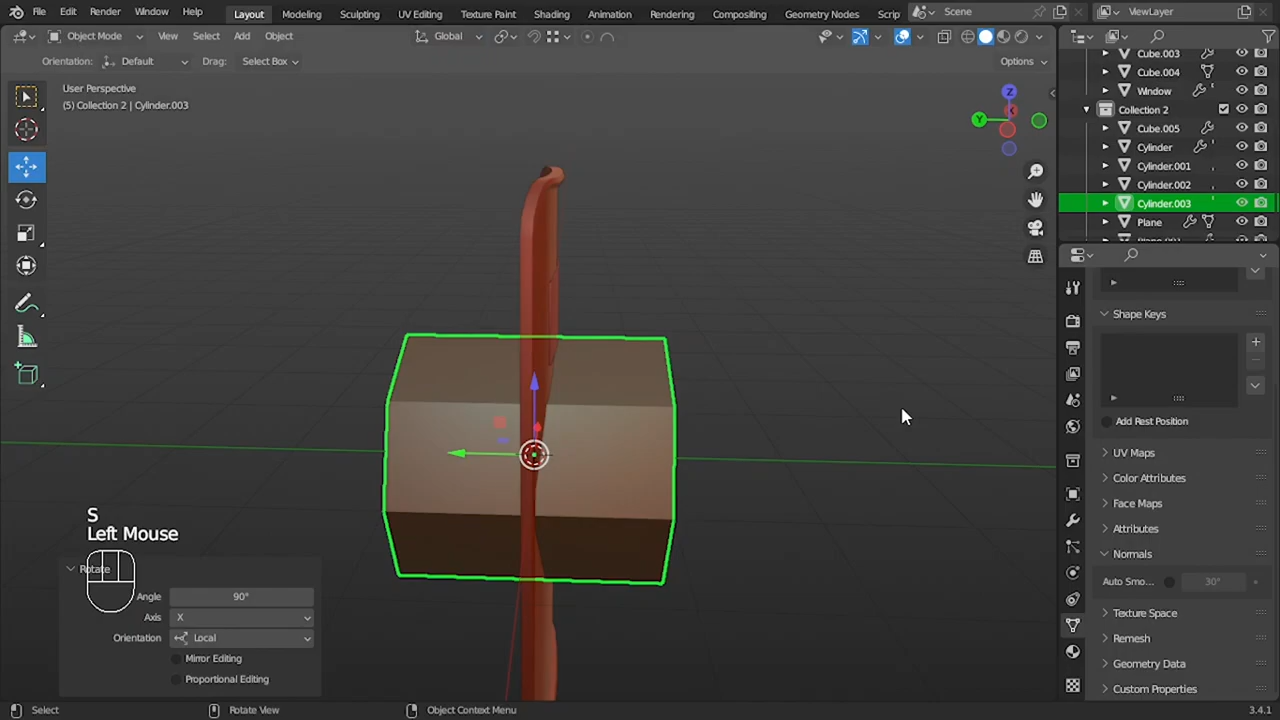 File Edit Render Window Help Layout Modeling Sculpting UV Editing Texture Paint Shading Animation Rendering Compositing Geometry Nodes Scrip Scene ViewLayer
Object Mode View Select Add Object Global
Orientation: Default Drag: Select Box Options
User Perspective
(5) Collection 2 | Cylinder.003
Z
X
Y
S
Left Mouse
Rotate
Angle 90°
Axis X
Orientation Local
Mirror Editing
Proportional Editing
Cube.003
Cube.004
Window
Collection 2
Cube.005
Cylinder
Cylinder.001
Cylinder.002
Cylinder.003
Plane
Shape Keys
Add Rest Position
UV Maps
Color Attributes
Face Maps
Attributes
Normals
Auto Smo... 30°
Texture Space
Remesh
Geometry Data
Custom Properties
Select Rotate View Object Context Menu 3.4.1